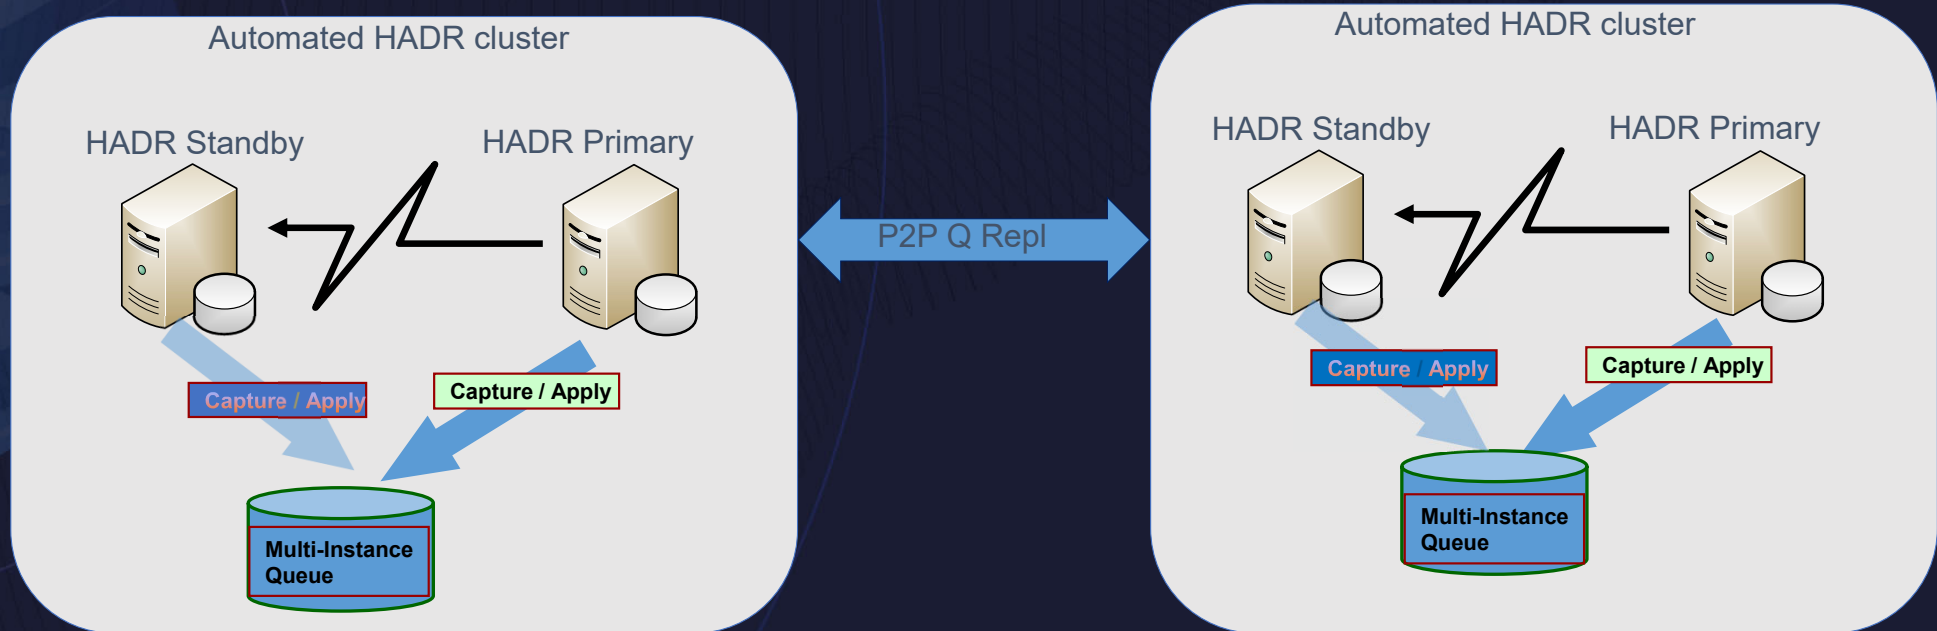 Automated HADR cluster
HADR Standby
HADR Primary
Capture / Apply
Capture / Apply
Multi-Instance
Queue
P2P Q Repl
Automated HADR cluster
HADR Standby
HADR Primary
Capture / Apply
Capture / Apply
Multi-Instance
Queue